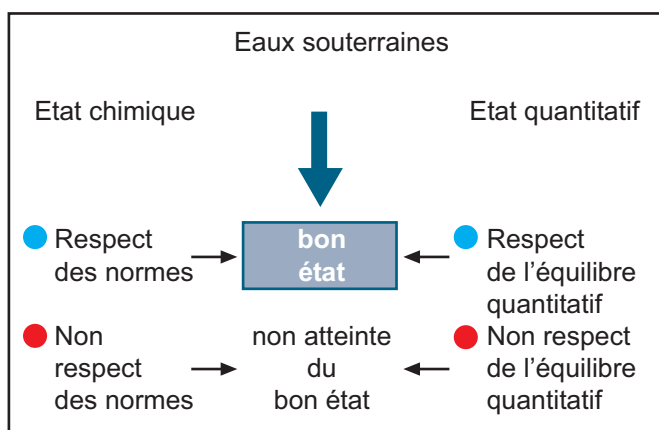 Eaux souterraines
Etat chimique
Etat quantitatif
Respect
des normes
bon
état
Respect
de l’équilibre
quantitatif
Non
respect
des normes
non atteinte
du
bon état
Non respect
de l’équilibre
quantitatif